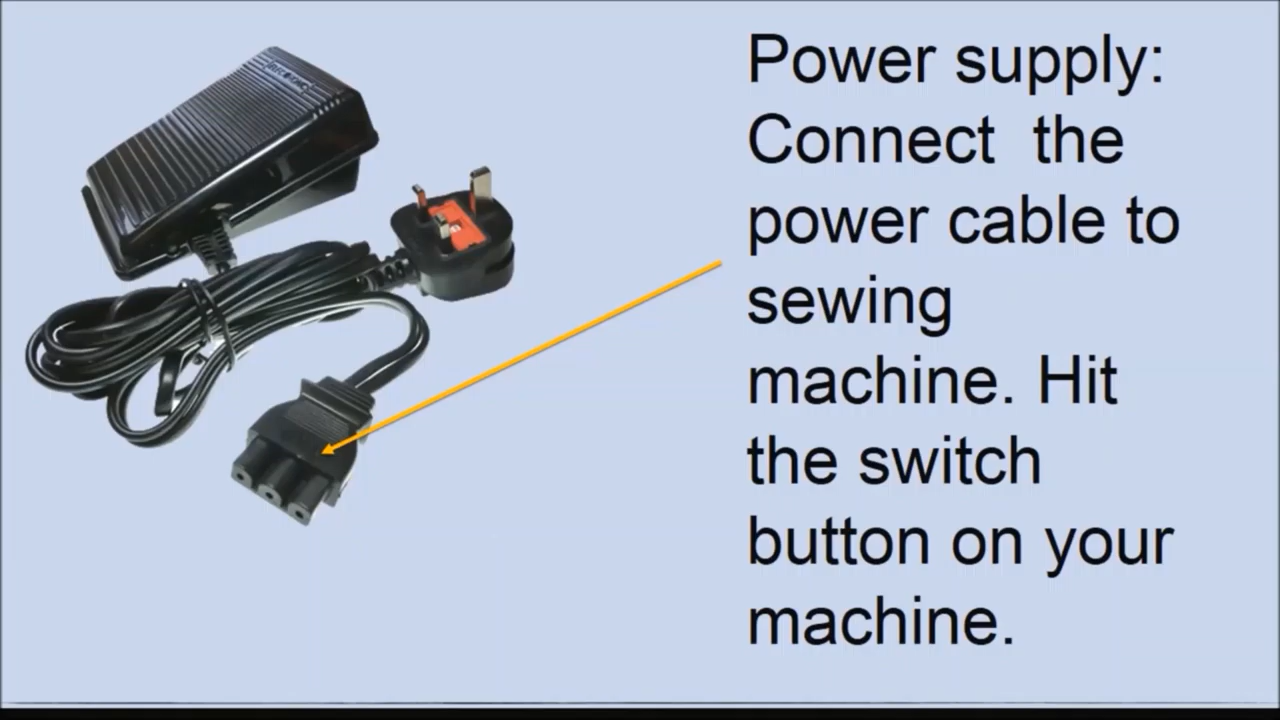 Power supply:
Connect  the
power cable to
sewing
machine. Hit
the switch
button on your
machine.